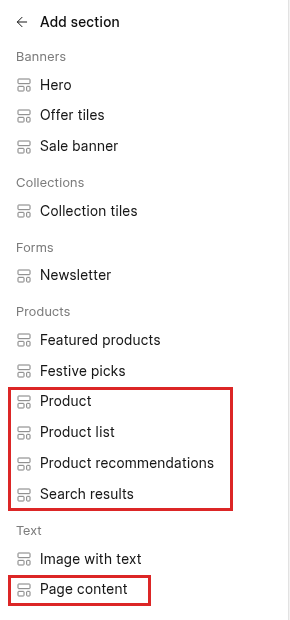 Add section
Banners
Hero
Offer tiles
Sale banner
Collections
Collection tiles
Forms
Newsletter
Products
Featured products
Festive picks
Product
Product list
Product recommendations
Search results
Text
Image with text
Page content